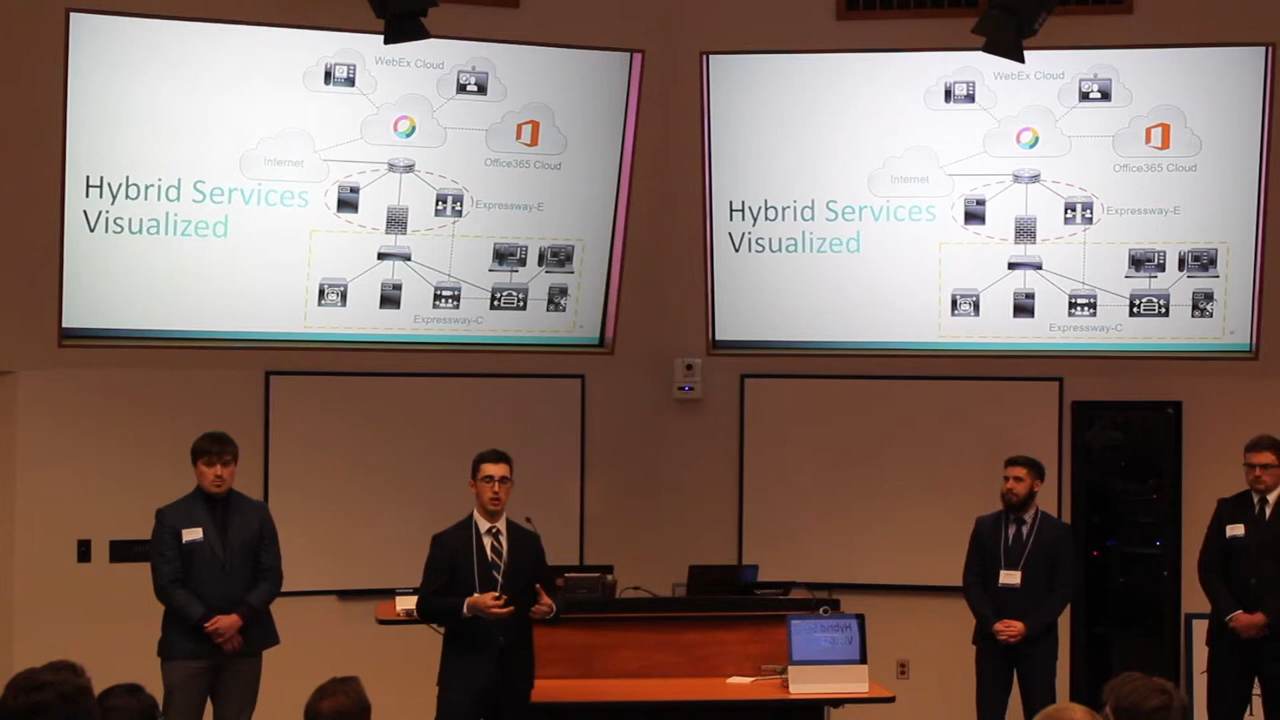 WebEx Cloud
Internet
Office365 Cloud
Hybrid Services
Visualized
Expressway-E
Expressway-C
WebEx Cloud
Internet
Office365 Cloud
Hybrid Services
Visualized
Expressway-E
Expressway-C